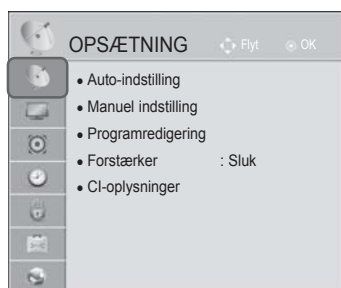 OPSÆTNING Flyt OK
• Auto-indstilling
• Manuel indstilling
• Programredigering
• Forstærker : Sluk
• CI-oplysninger